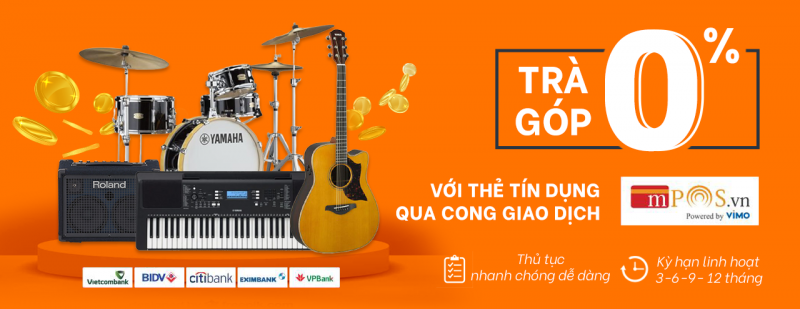 TRÀ
GÓP
0%
VỚI THẺ TÍN DỤNG
QUA CONG GIAO DỊCH
mPOS.vn
Powered by VIMO
Thủ tục
nhanh chóng dễ dàng
Kỳ hạn linh hoạt
3-6-9- 12 tháng
YAMAHA
Roland
Vietcombank
BIDV
citibank
EXIMBANK
VPBank